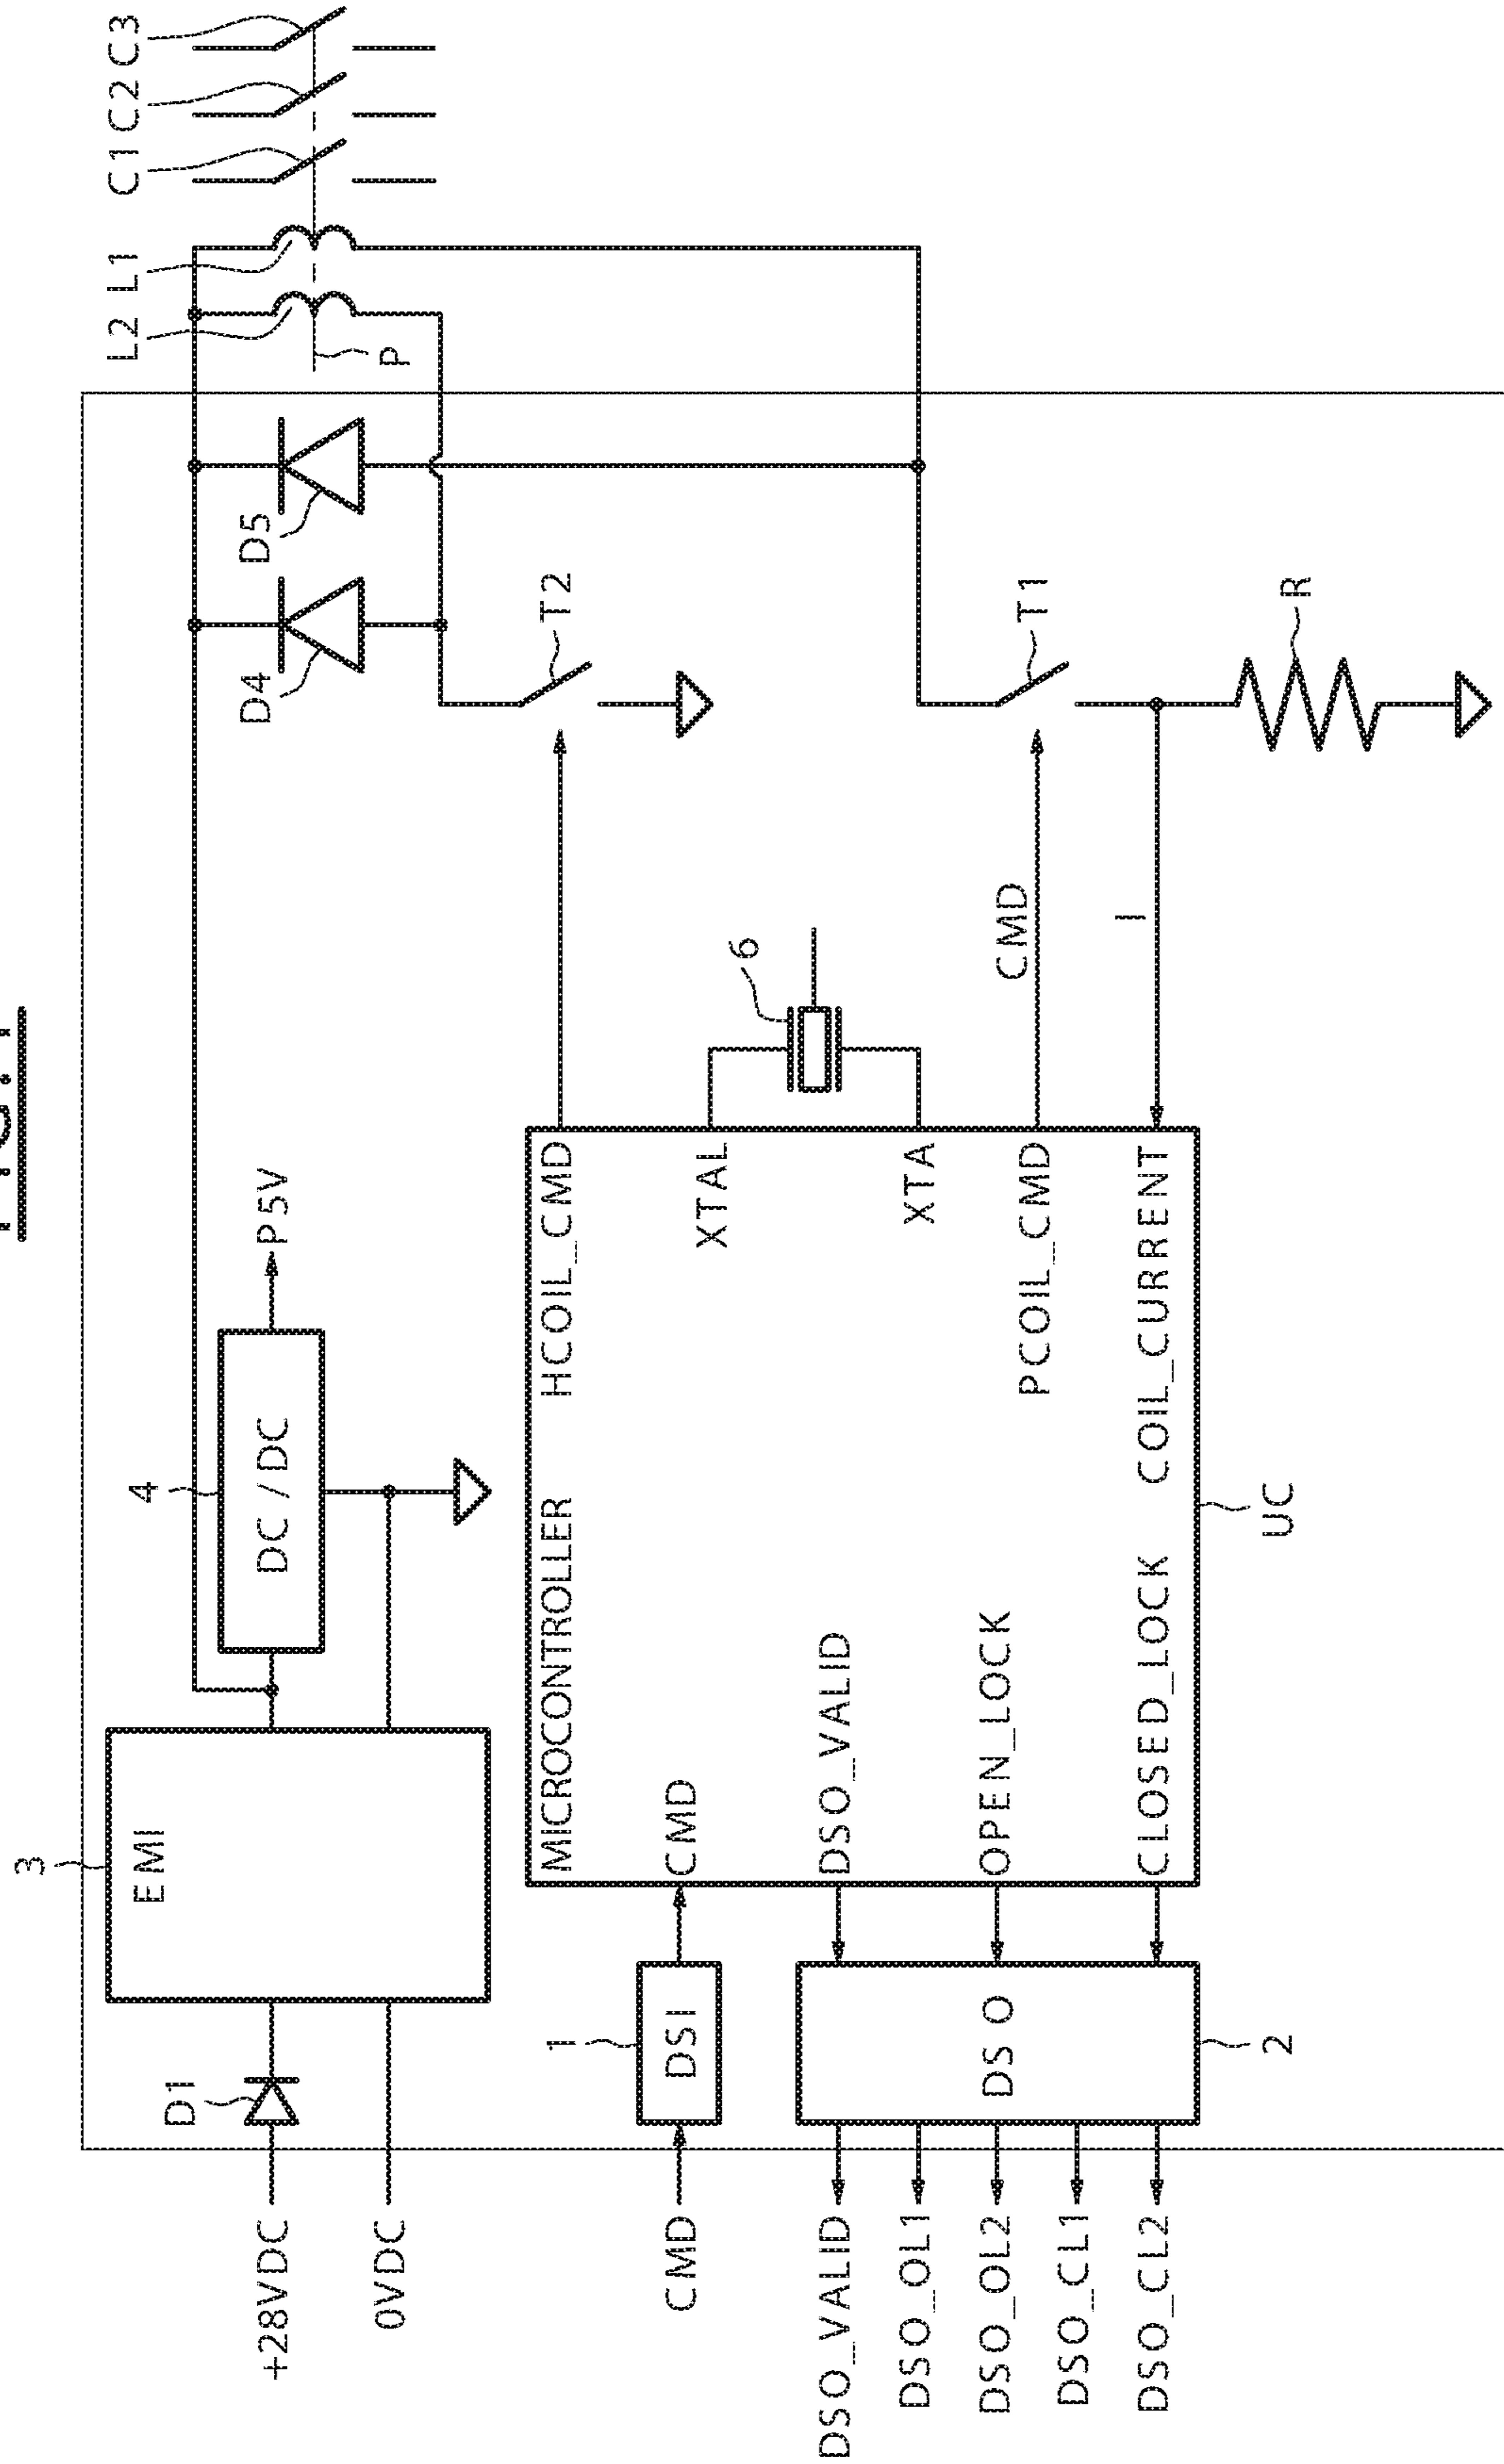 +28VDC
0VDC
D1
3
EMI
4
DC/DC
P5V
CMD
1
DSI
DSO_VALID
DSO_OL1
DSO_OL2
DSO_CL1
DSO_CL2
DS O
2
MICROCONTROLLER
HCOIL_CMD
CMD
XTAL
DSO_VALID
XTA
OPEN_LOCK
PCOIL_CMD
CLOSED_LOCK
COIL_CURRENT
UC
6
CMD
I
D4
D5
T2
T1
R
L2
L1
P
C1
C2
C3